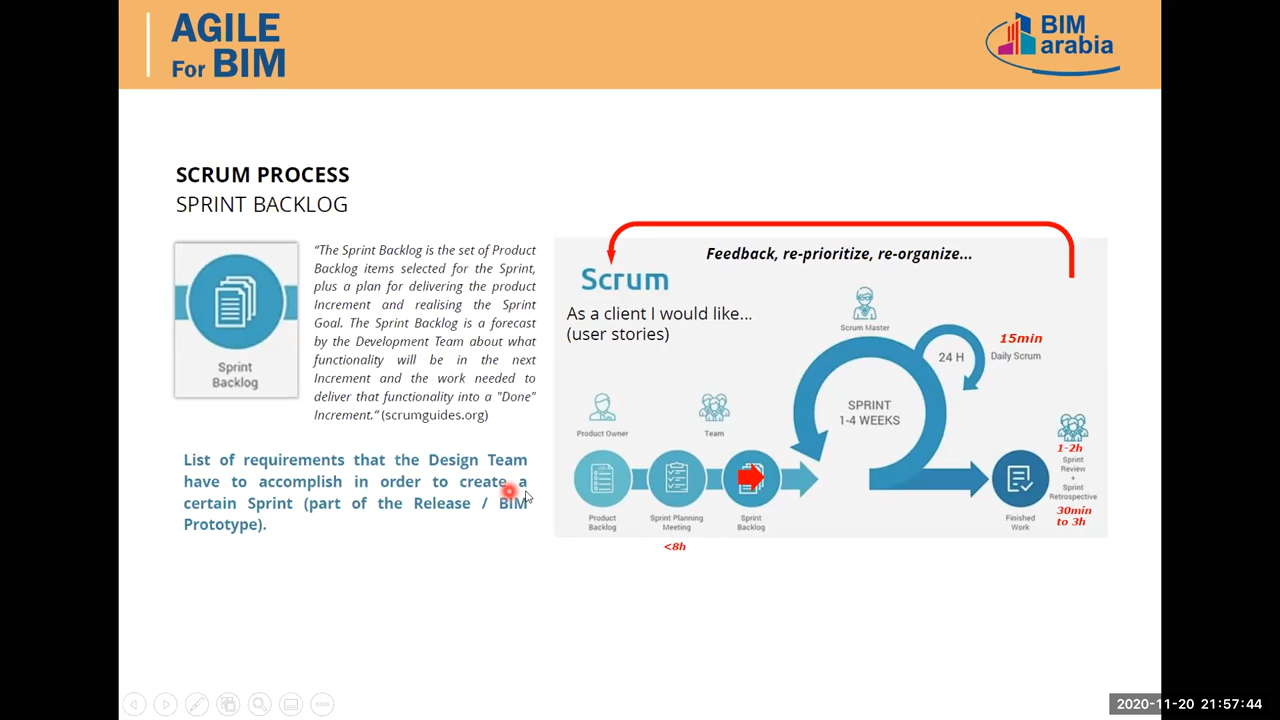 AGILE
For BIM
BIM
arabia
SCRUM PROCESS
SPRINT BACKLOG
Sprint
Backlog
“The Sprint Backlog is the set of Product
Backlog items selected for the Sprint,
plus a plan for delivering the product
Increment and realising the Sprint
Goal. The Sprint Backlog is a forecast
by the Development Team about what
functionality will be in the next
Increment and the work needed to
deliver that functionality into a "Done"
Increment.” (scrumguides.org)
List of requirements that the Design Team
have to accomplish in order to create a
certain Sprint (part of the Release / BIM
Prototype).
Feedback, re-prioritize, re-organize...
Scrum
As a client I would like...
(user stories)
Scrum Master
15min
24 H
Daily Scrum
SPRINT
1-4 WEEKS
Product Owner
Team
1-2h
Sprint
Review
+
Sprint
Retrospective
30min
to 3h
Product
Backlog
Sprint Planning
Meeting
Sprint
Backlog
Finished
Work
<8h
2020-11-20 21:57:44